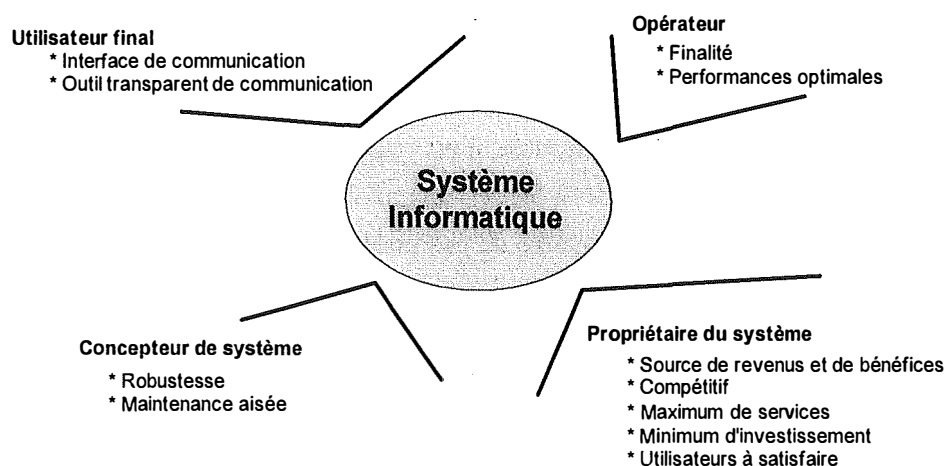 Utilisateur final
* Interface de communication
* Outil transparent de communication
Opérateur
* Finalité
* Performances optimales
Système
Informatique
Concepteur de système
* Robustesse
* Maintenance aisée
Propriétaire du système
* Source de revenus et de bénéfices
* Compétitif
* Maximum de services
* Minimum d'investissement
* Utilisateurs à satisfaire